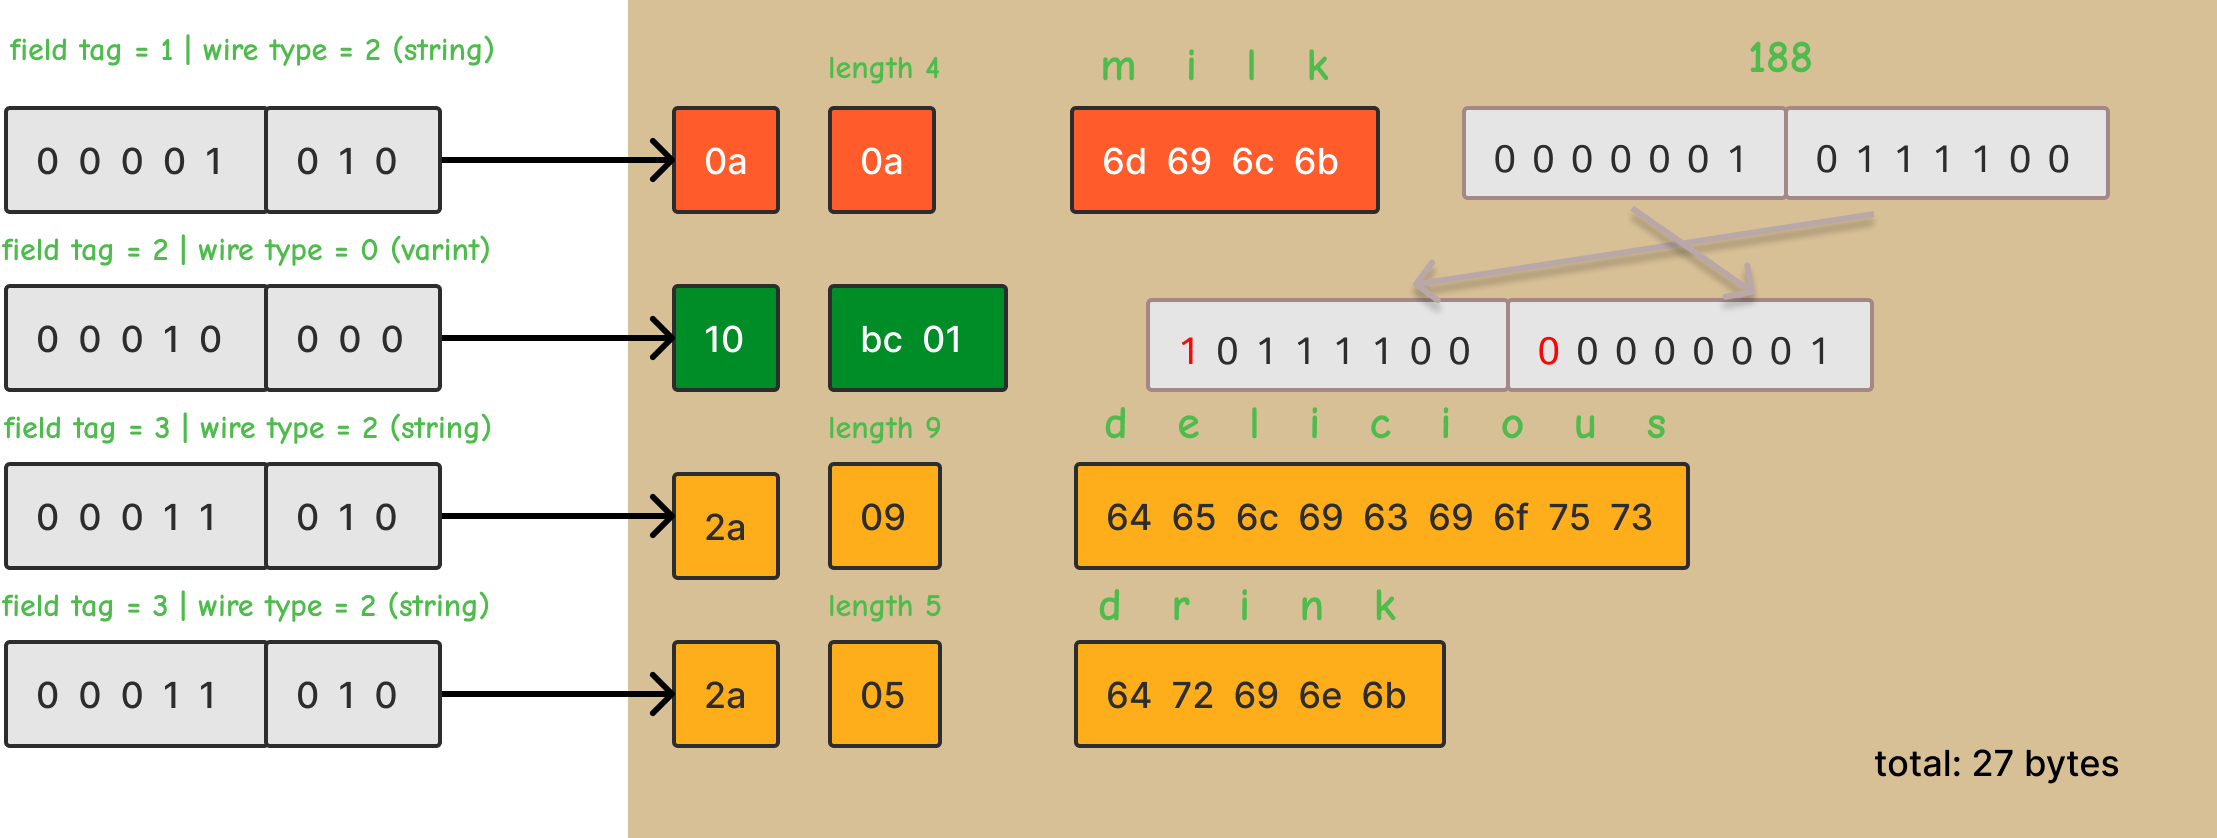 field tag = 1 | wire type = 2 (string)
length 4
m i l k
188
0 0 0 0 1 0 1 0
0a 0a
6d 69 6c 6b
0 0 0 0 0 0 1 0 1 1 1 1 0 0
field tag = 2 | wire type = 0 (varint)
0 0 0 1 0 0 0 0
10 bc 01
1 0 1 1 1 1 0 0 0 0 0 0 0 0 0 1
field tag = 3 | wire type = 2 (string)
length 9
d e l i c i o u s
0 0 0 1 1 0 1 0
2a 09
64 65 6c 69 63 69 6f 75 73
field tag = 3 | wire type = 2 (string)
length 5
d r i n k
0 0 0 1 1 0 1 0
2a 05
64 72 69 6e 6b
total: 27 bytes